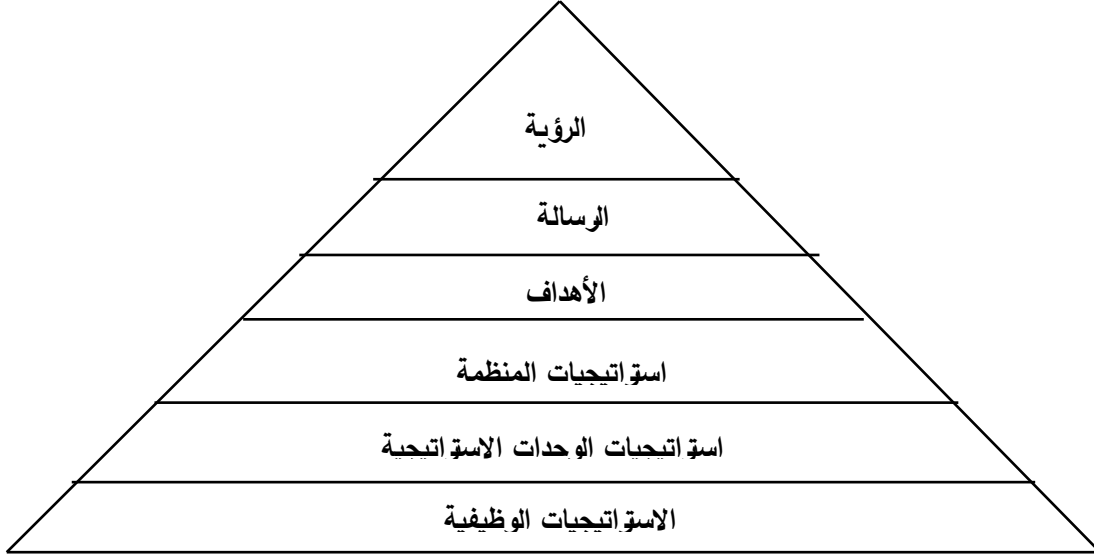 الرؤية
الرسالة
الأهداف
استراتيجيات المنظمة
استراتيجيات الوحدات الاستراتيجية
الاستراتيجيات الوظيفية